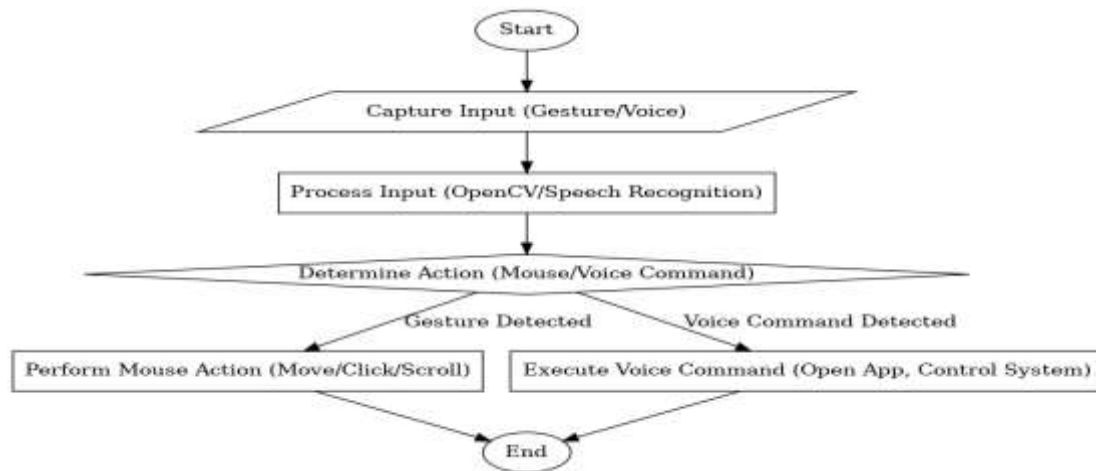 Start
Capture Input (Gesture/Voice)
Process Input (OpenCV/Speech Recognition)
Determine Action (Mouse/Voice Command)
Gesture Detected
Voice Command Detected
Perform Mouse Action (Move/Click/Scroll)
Execute Voice Command (Open App, Control System)
End